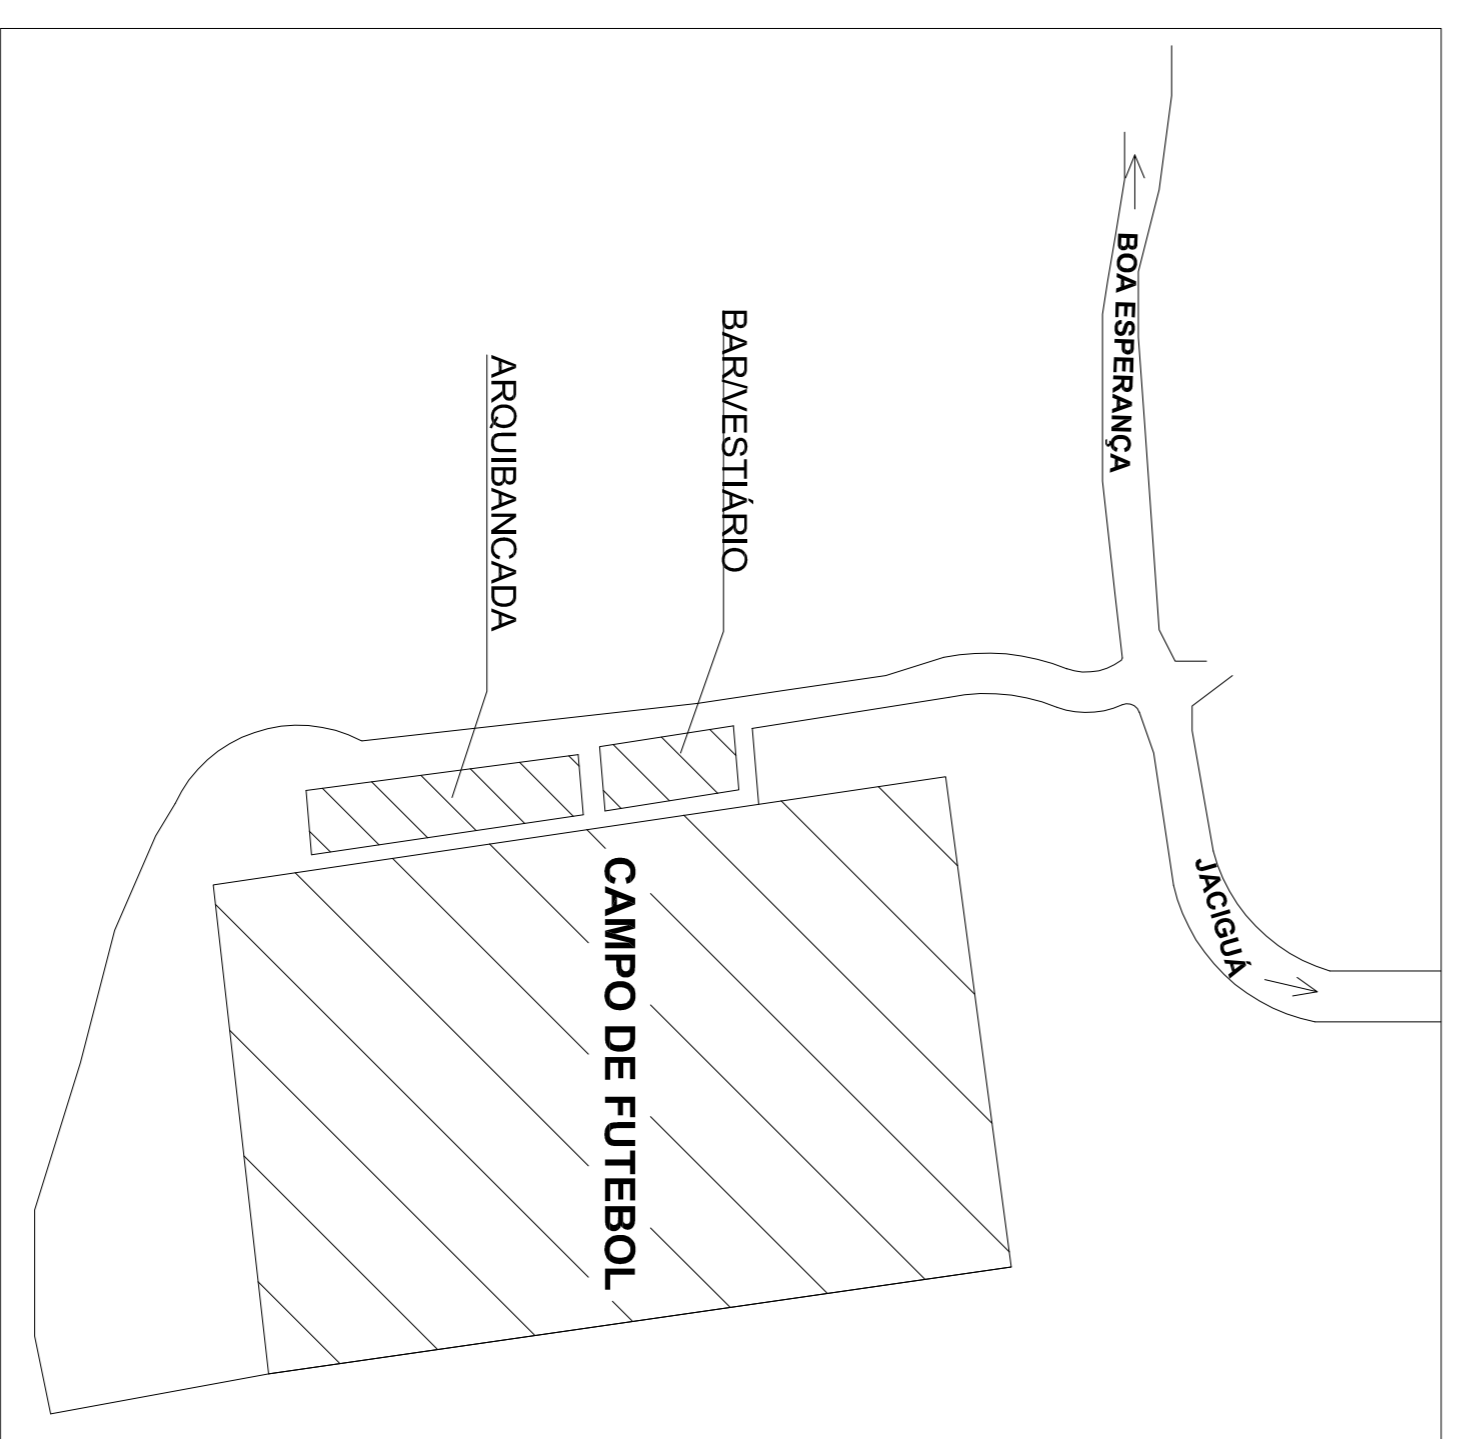 BOA ESPERANÇA
BAR/VESTIÁRIO
ARQUIBANCADA
JACIGUÁ
CAMPO DE FUTEBOL